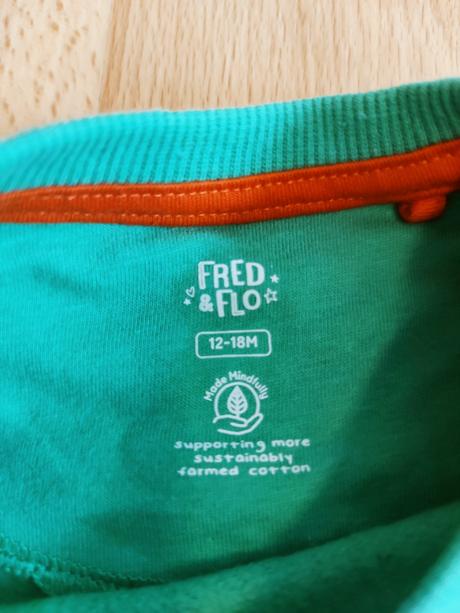 FRED
& FLO
12-18M
Made Mindfully
supporting more
sustainably
farmed cotton